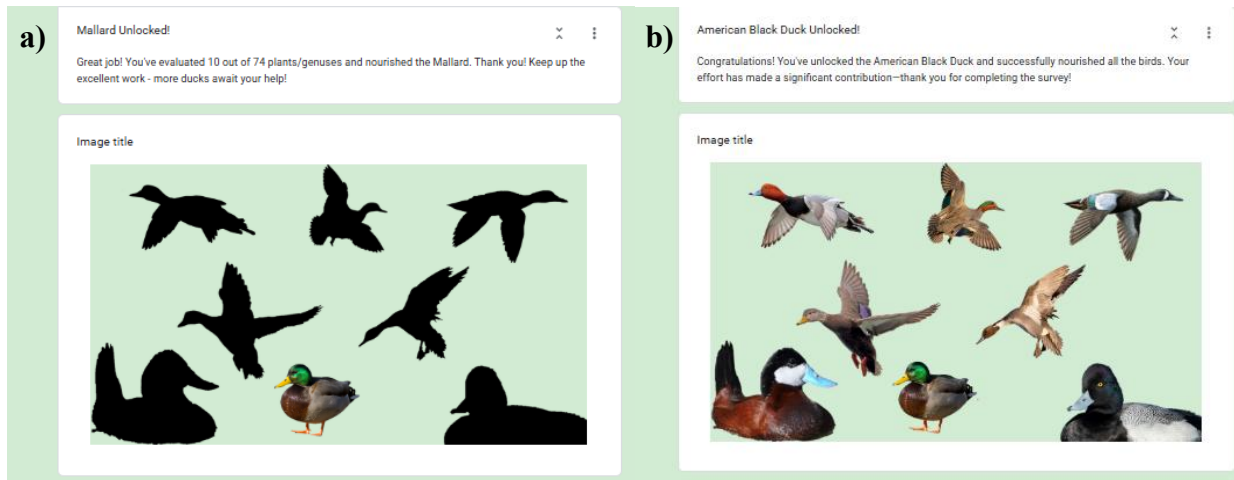 a)
Mallard Unlocked!
Great job! You've evaluated 10 out of 74 plants/genuses and nourished the Mallard. Thank you! Keep up the
excellent work - more ducks await your help!
Image title
b)
American Black Duck Unlocked!
Congratulations! You've unlocked the American Black Duck and successfully nourished all the birds. Your
effort has made a significant contribution—thank you for completing the survey!
Image title